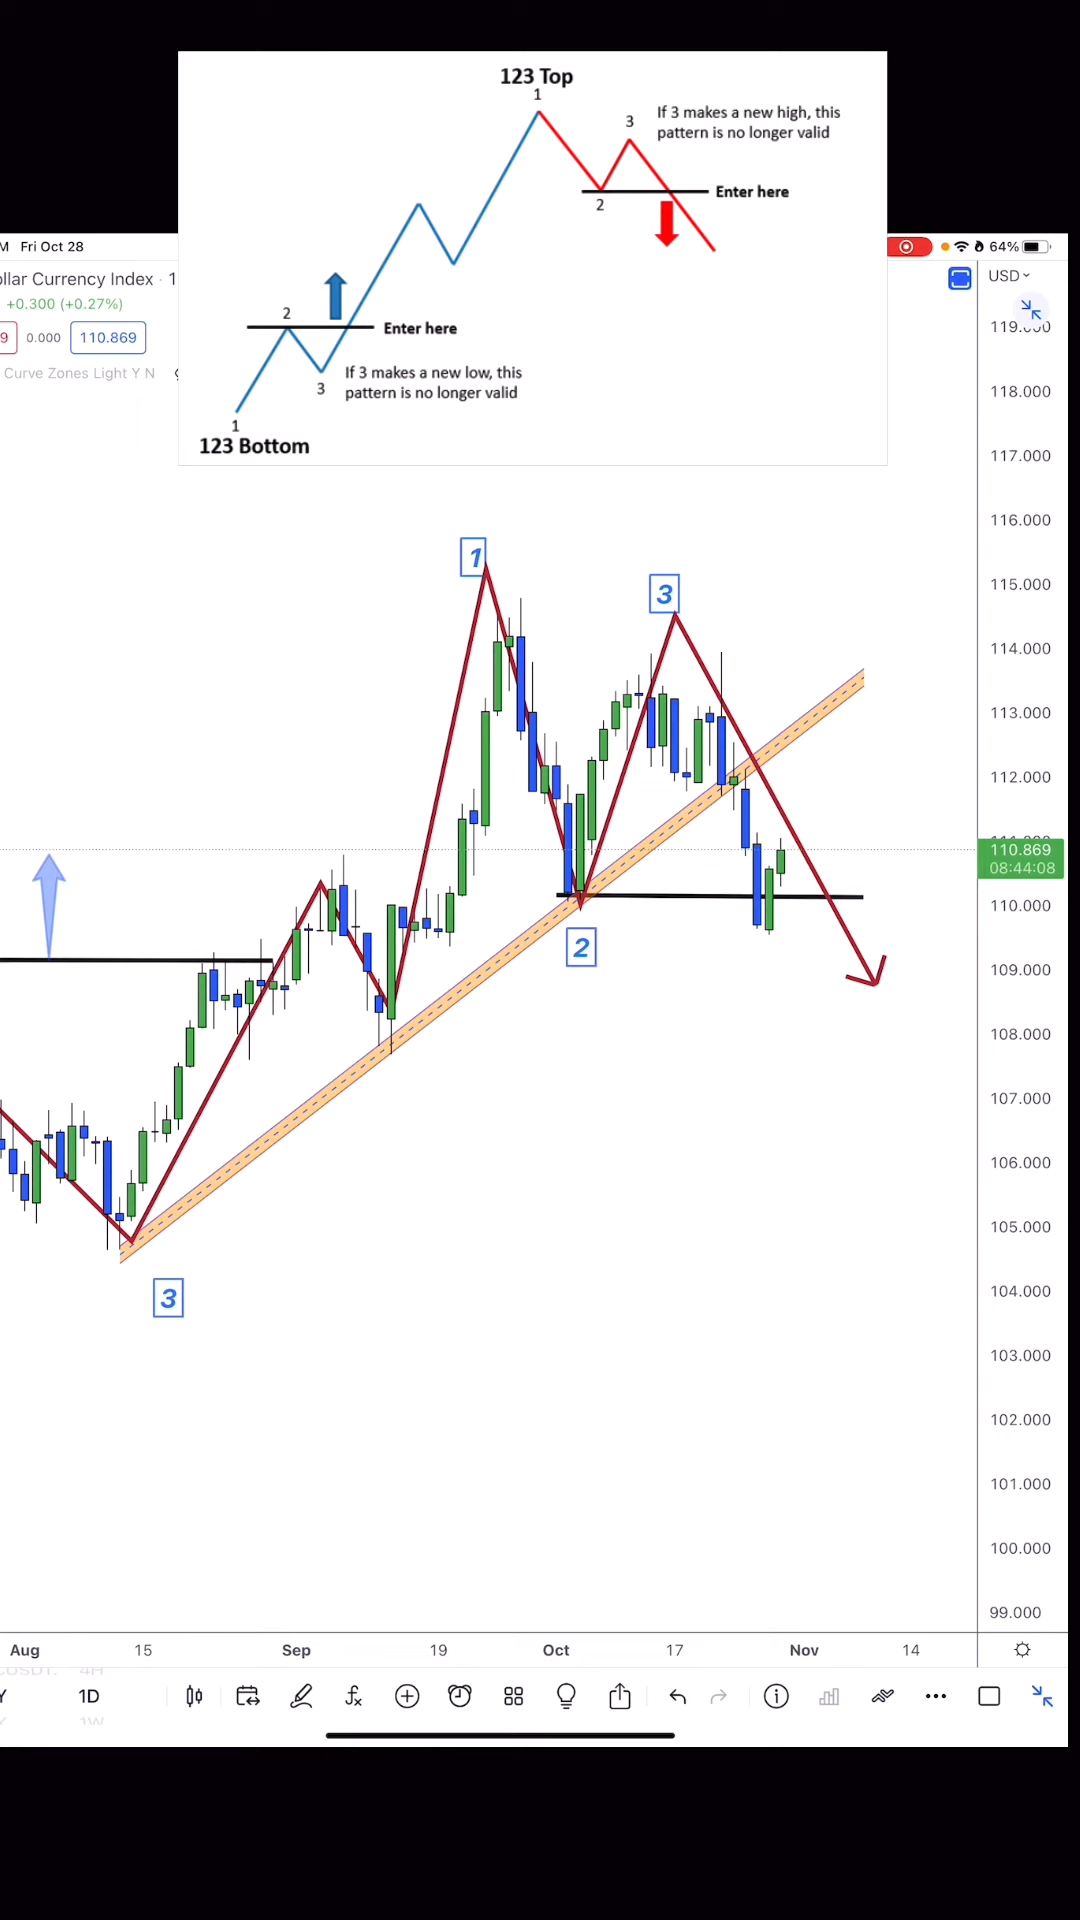 123 Top
1
If 3 makes a new high, this
pattern is no longer valid
3
Enter here
2
2
Enter here
If 3 makes a new low, this
pattern is no longer valid
3
1
123 Bottom
M Fri Oct 28
64%
ollar Currency Index · 1
USD
+0.300 (+0.27%)
9 0.000 110.869
Curve Zones Light Y N
118.000
117.000
116.000
115.000
114.000
113.000
112.000
110.869
08:44:08
110.000
109.000
108.000
107.000
106.000
105.000
104.000
103.000
102.000
101.000
100.000
99.000
1
3
2
3
Aug 15 Sep 19 Oct 17 Nov 14
Y 1D
1W